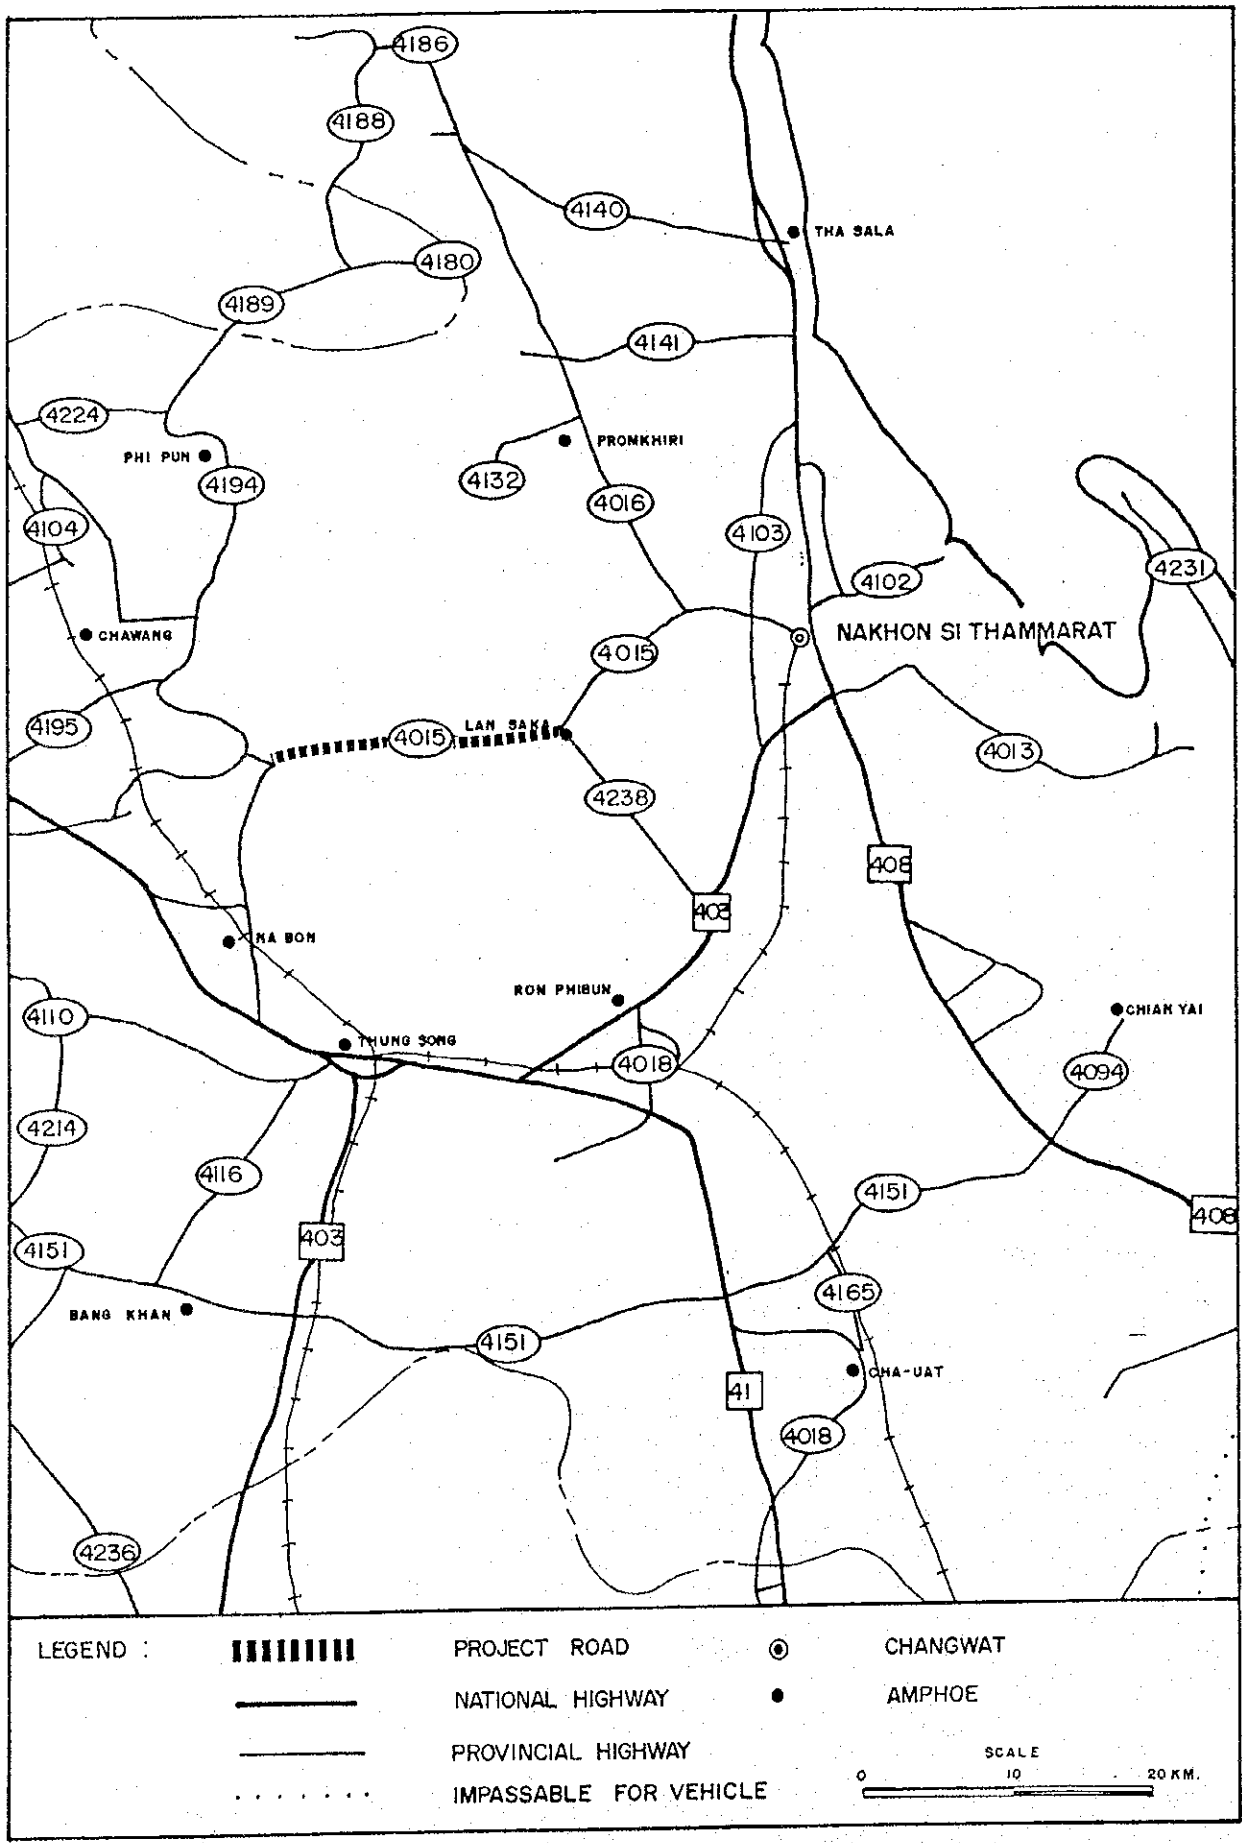 4186
4188
4140
THA SALA
4180
4189
4141
4224
PROMKHIRI
PHI PUN
4194
4132
4016
4104
4103
4231
4102
CHAWANG
NAKHON SI THAMMARAT
4015
4195
LAN SAKA
4015
4013
4238
408
403
NA BON
RON PHIBUN
4110
CHIAN YAI
THUNG SONG
4018
4094
4214
4116
4151
408
4151
403
4165
BANG KHAN
4151
CHA-UAT
41
4018
4236
LEGEND :
PROJECT ROAD
CHANGWAT
NATIONAL HIGHWAY
AMPHOE
PROVINCIAL HIGHWAY
SCALE
0 10 20 KM.
IMPASSABLE FOR VEHICLE